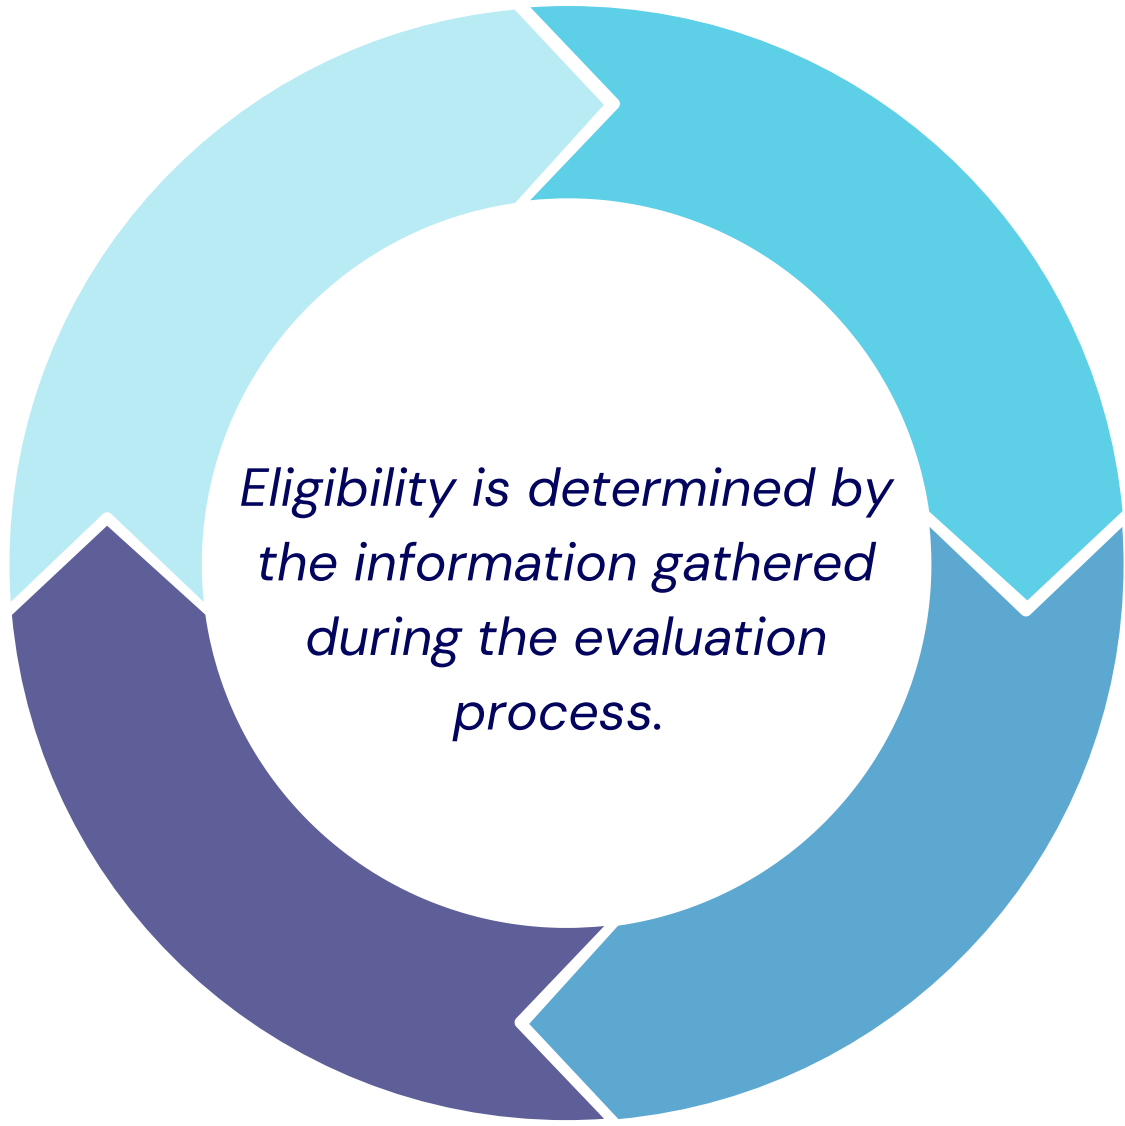 Eligibility is determined by
the information gathered
during the evaluation
process.